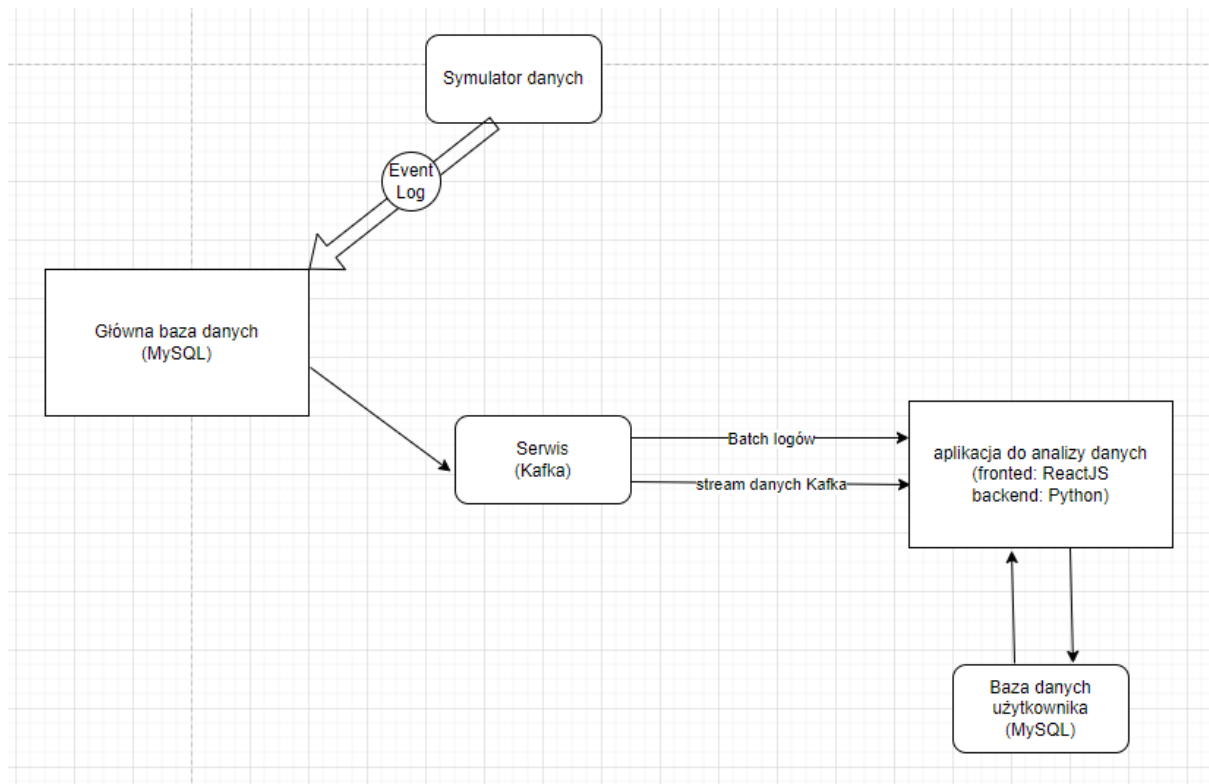 Symulator danych
Event
Log
Główna baza danych
(MySQL)
Serwis
(Kafka)
Batch logów
stream danych Kafka
aplikacja do analizy danych
(fronted: ReactJS
backend: Python)
Baza danych
użytkownika
(MySQL)